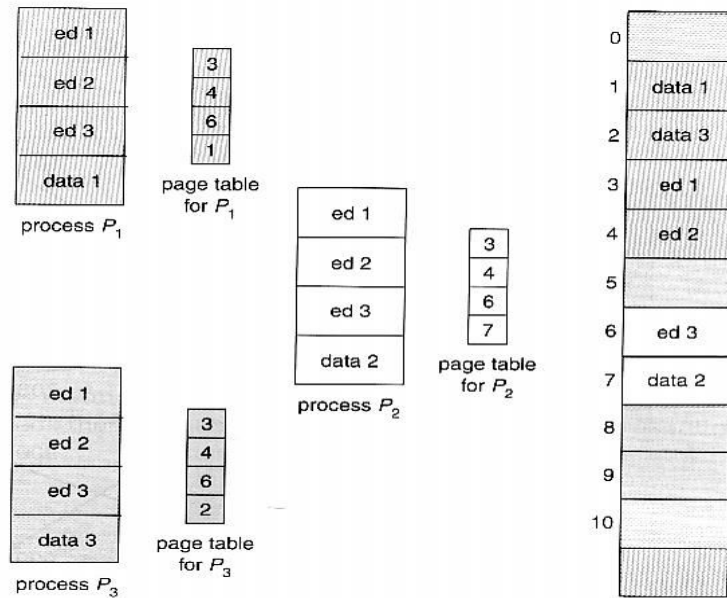 ed 1
ed 2
ed 3
data 1
process P1
3
4
6
1
page table
for P1
ed 1
ed 2
ed 3
data 2
process P2
3
4
6
7
page table
for P2
ed 1
ed 2
ed 3
data 3
process P3
3
4
6
2
page table
for P3
0
1 data 1
2 data 3
3 ed 1
4 ed 2
5
6 ed 3
7 data 2
8
9
10